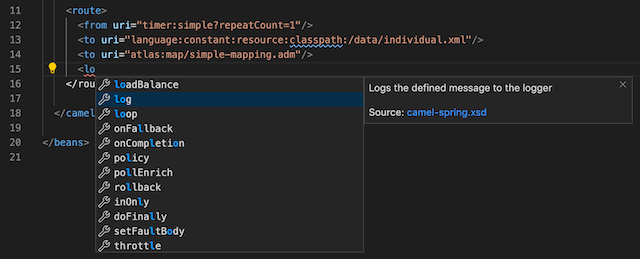 11 <route>
12 <from uri="timer:simple?repeatCount=1"/>
13 <to uri="language:constant:resource:classpath:/data/individual.xml"/>
14 <to uri="atlas:map/simple-mapping.adm"/>
15 <lo
16 </rou
17
18 </camel
19
20 </beans>
21
loadBalance
log
loop
onFallback
onCompletion
policy
pollEnrich
rollback
inOnly
doFinally
setFaultBody
throttle
Logs the defined message to the logger
Source: camel-spring.xsd